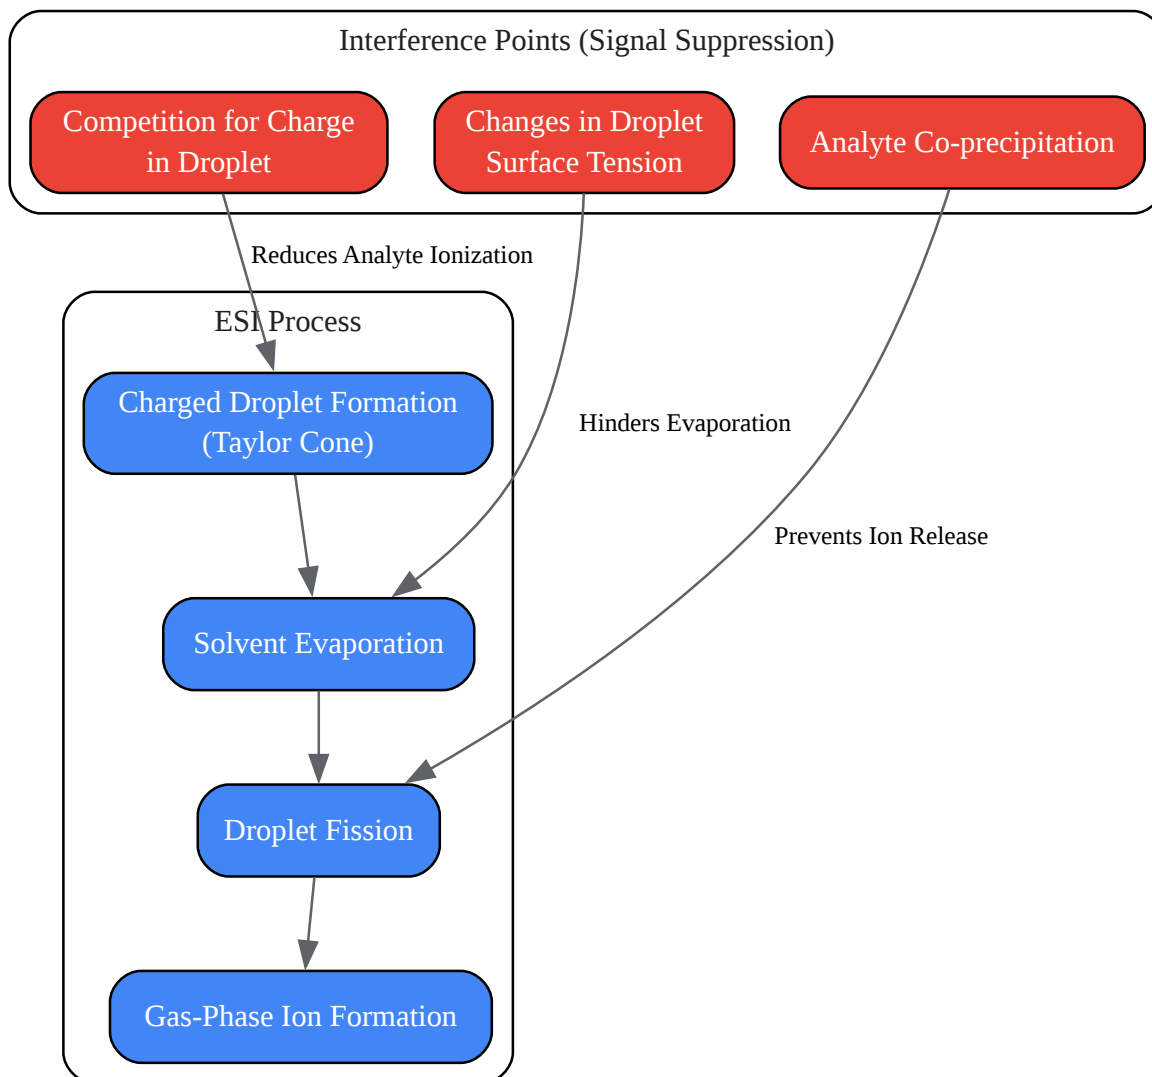 Interference Points (Signal Suppression)
Competition for Charge
in Droplet
Changes in Droplet
Surface Tension
Analyte Co-precipitation
Reduces Analyte Ionization
ESI Process
Charged Droplet Formation
(Taylor Cone)
Hinders Evaporation
Prevents Ion Release
Solvent Evaporation
Droplet Fission
Gas-Phase Ion Formation